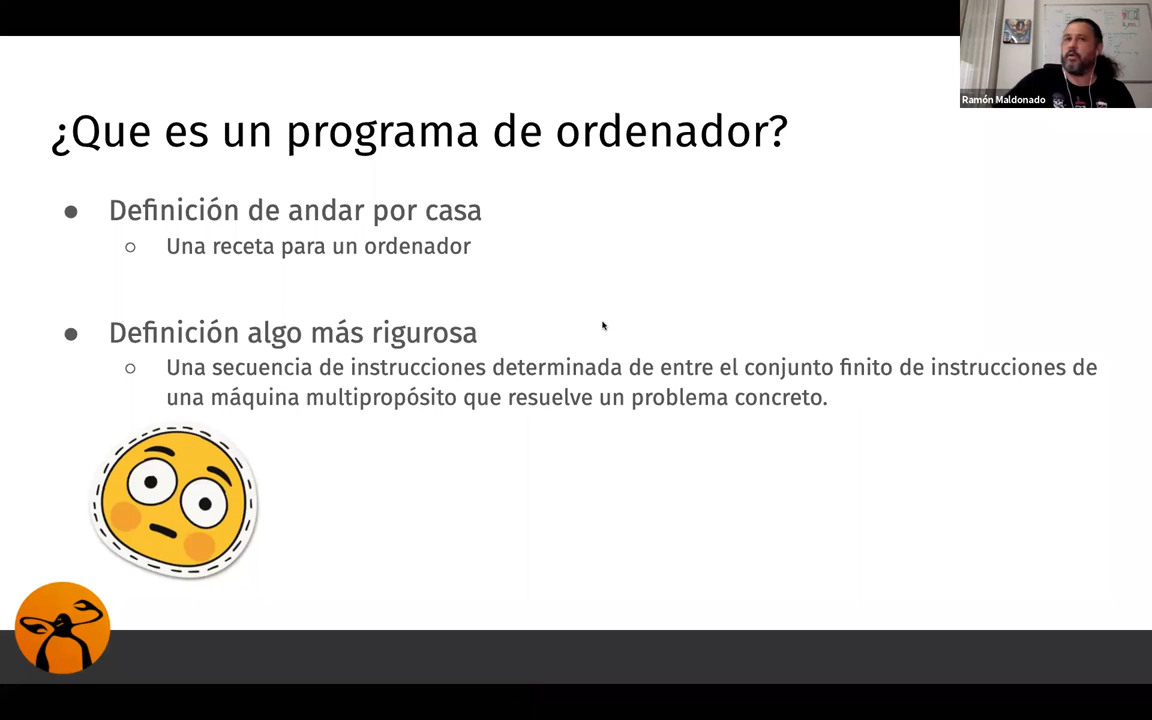 Ramón Maldonado
¿Que es un programa de ordenador?
● Definición de andar por casa
○ Una receta para un ordenador
● Definición algo más rigurosa
○ Una secuencia de instrucciones determinada de entre el conjunto finito de instrucciones de
una máquina multipropósito que resuelve un problema concreto.